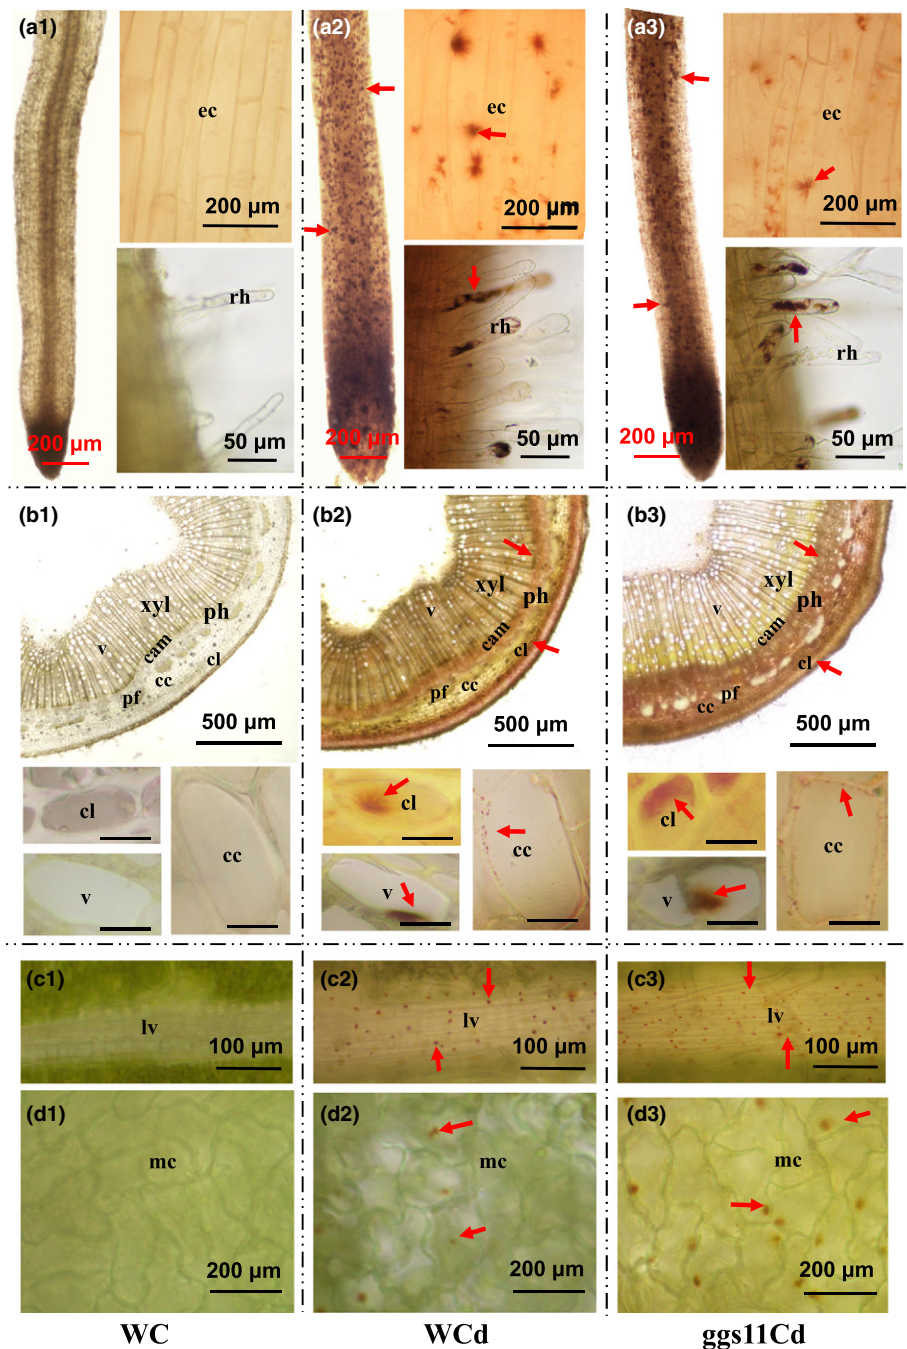 (a1)
ec
200 µm
rh
50 µm
200 µm
(a2)
ec
200 µm
rh
50 µm
200 µm
(a3)
ec
200 µm
rh
50 µm
200 µm
(b1)
xyl
ph
v
cam
cl
cc
pf
500 µm
cl
cc
v
(b2)
xyl
v
ph
cam
cl
pf
cc
500 µm
cl
cc
v
(b3)
xyl
v
ph
cam
cl
pf
cc
500 µm
cl
cc
v
(c1)
lv
100 µm
(c2)
lv
100 µm
(c3)
lv
100 µm
(d1)
mc
200 µm
(d2)
mc
200 µm
(d3)
mc
200 µm
WC
WCd
ggs11Cd